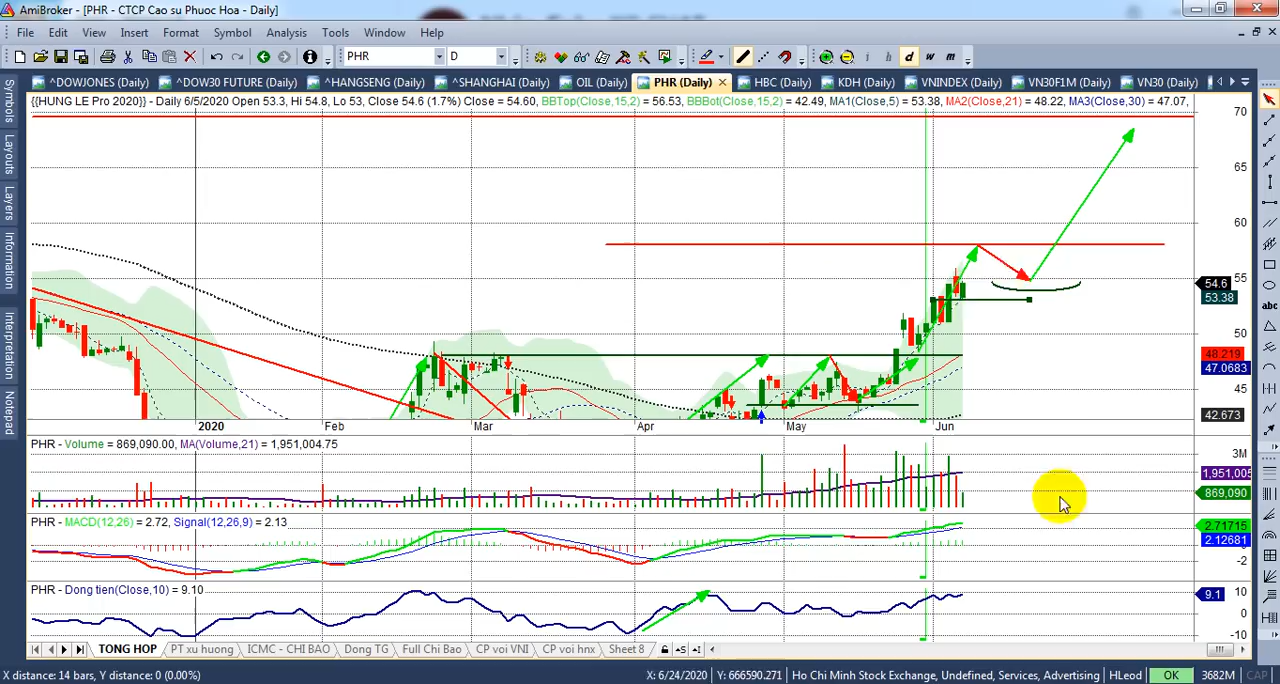 AmiBroker - [PHR - CTCP Cao su Phuoc Hoa - Daily]
File Edit View Insert Format Symbol Analysis Tools Window Help
PHR D i h d w m
^DOWJONES (Daily) ^DOW30 FUTURE (Daily) ^HANGSENG (Daily) ^SHANGHAI (Daily) OIL (Daily) PHR (Daily) HBC (Daily) KDH (Daily) VNINDEX (Daily) VN30F1M (Daily) VN30 (Daily)
Symbols
Layouts
Layers
Information
Interpretation
Notepad
{{HUNG LE Pro 2020}} - Daily 6/5/2020 Open 53.3, Hi 54.8, Lo 53, Close 54.6 (1.7%) Close = 54.60, BBTop(Close,15,2) = 56.53, BBBot(Close,15,2) = 42.49, MA1(Close,5) = 53.38, MA2(Close,21) = 48.22, MA3(Close,30) = 47.07,
70
65
60
55
54.6
53.38
50
48.219
47.0683
45
42.673
2020 Feb Mar Apr May Jun
PHR - Volume = 869,090.00, MA(Volume,21) = 1,951,004.75
3M
1,951,005
869,090
PHR - MACD(12,26) = 2.72, Signal(12,26,9) = 2.13
2.71715
2.12681
-2
PHR - Dong tien(Close,10) = 9.10
10
9.1
0
-10
TONG HOP PT xu huong ICMC - CHI BAO Dong TG Full Chi Bao CP voi VNI CP voi hnx Sheet 8
X distance: 14 bars, Y distance: 0 (0.00%) X: 6/24/2020 Y: 666590.271 Ho Chi Minh Stock Exchange, Undefined, Services, Advertising HLeod OK 3682M CAP
abc